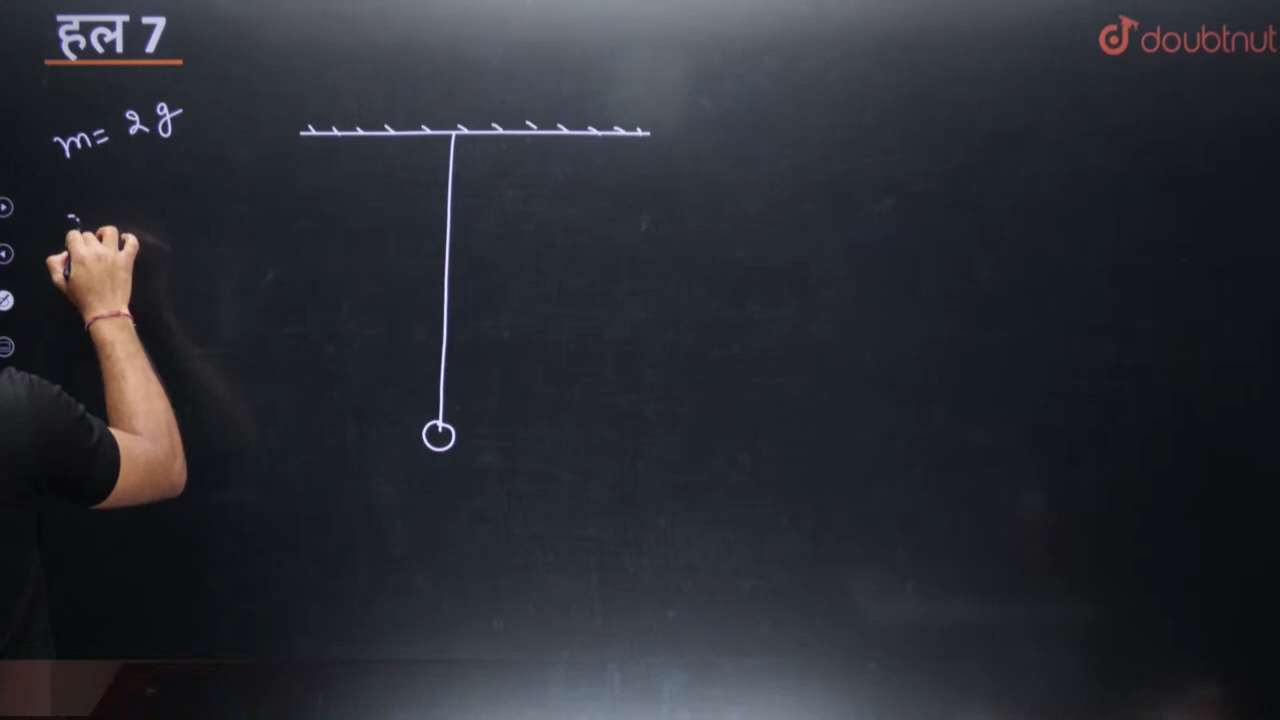 हल 7
doubtnut
m= 2g